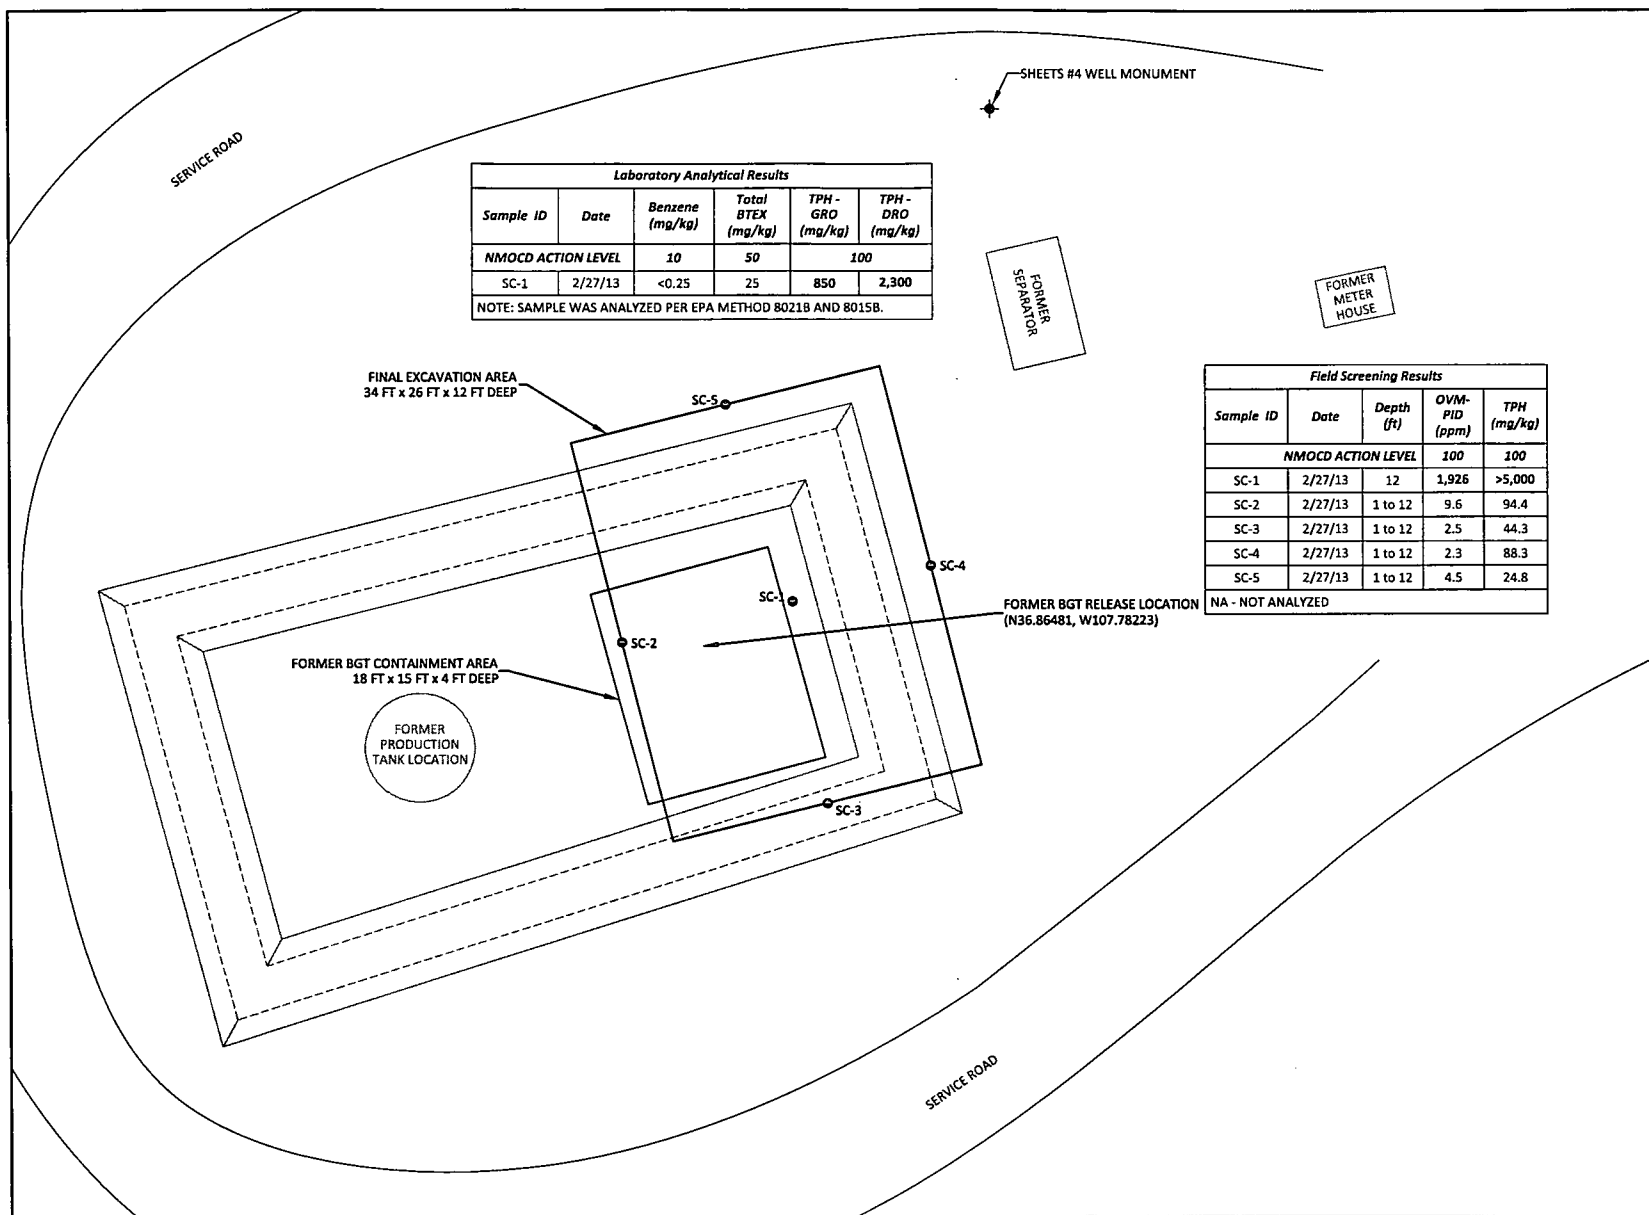 SHEETS #4 WELL MONUMENT
SERVICE ROAD
Laboratory Analytical Results
Sample ID Date Benzene (mg/kg) Total BTEX (mg/kg) TPH - GRO (mg/kg) TPH - DRO (mg/kg)
NMOCD ACTION LEVEL 10 50 100
SC-1 2/27/13 <0.25 25 850 2,300
NOTE: SAMPLE WAS ANALYZED PER EPA METHOD 8021B AND 8015B.
FORMER
SEPARATOR
FORMER
METER
HOUSE
FINAL EXCAVATION AREA
34 FT x 26 FT x 12 FT DEEP
SC-5
Field Screening Results
Sample ID Date Depth (ft) OVM-PID (ppm) TPH (mg/kg)
NMOCD ACTION LEVEL 100 100
SC-1 2/27/13 12 1,926 >5,000
SC-2 2/27/13 1 to 12 9.6 94.4
SC-3 2/27/13 1 to 12 2.5 44.3
SC-4 2/27/13 1 to 12 2.3 88.3
SC-5 2/27/13 1 to 12 4.5 24.8
NA - NOT ANALYZED
SC-4
SC-1
FORMER BGT RELEASE LOCATION
(N36.86481, W107.78223)
SC-2
FORMER BGT CONTAINMENT AREA
18 FT x 15 FT x 4 FT DEEP
FORMER
PRODUCTION
TANK LOCATION
SC-3
SERVICE ROAD